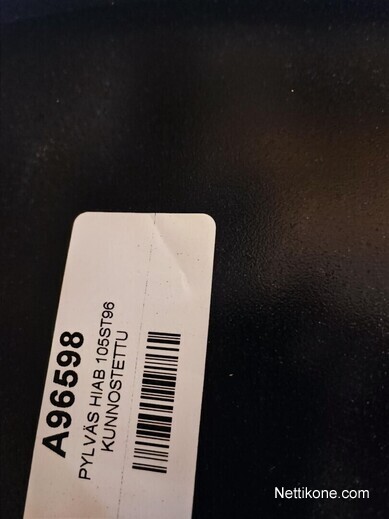 A96598
PYLVÄS HIAB 105ST96
KUNNOSTETTU
Nettikone.com